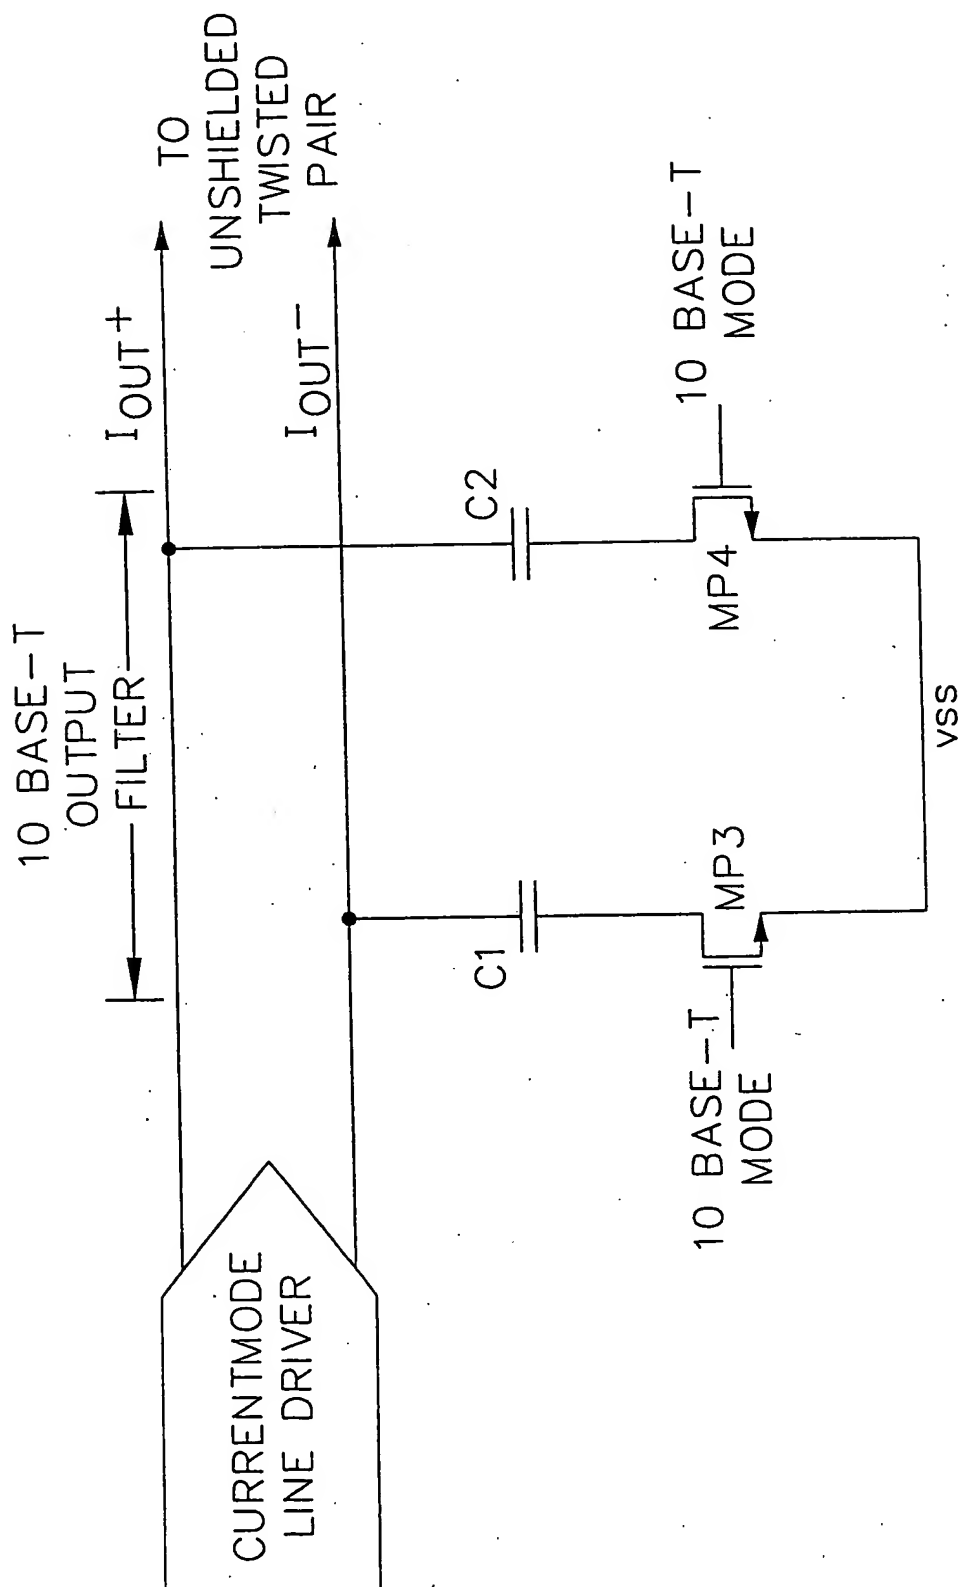 10 BASE-T
OUTPUT
FILTER
IOUT+
IOUT-
TO
UNSHIELDED
TWISTED
PAIR
CURRENTMODE
LINE DRIVER
C1
C2
10 BASE-T
MODE
MP3
MP4
10 BASE-T
MODE
VSS